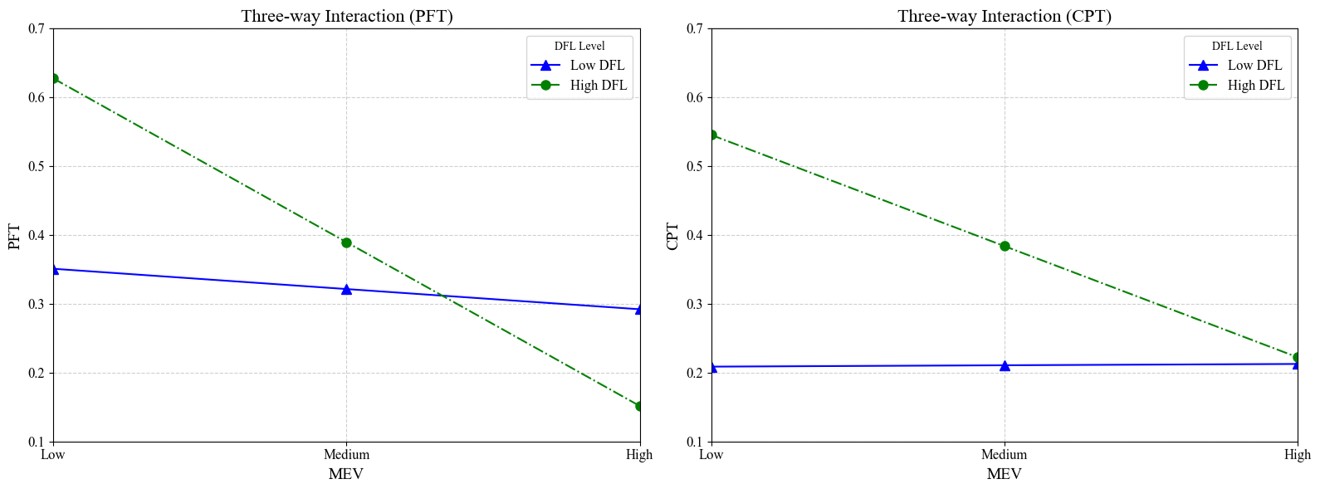 Three-way Interaction (PFT)
DFL Level
Low DFL
High DFL
0.7
0.6
0.5
0.4
0.3
0.2
0.1
PFT
Low
Medium
High
MEV
Three-way Interaction (CPT)
DFL Level
Low DFL
High DFL
0.7
0.6
0.5
0.4
0.3
0.2
0.1
CPT
Low
Medium
High
MEV